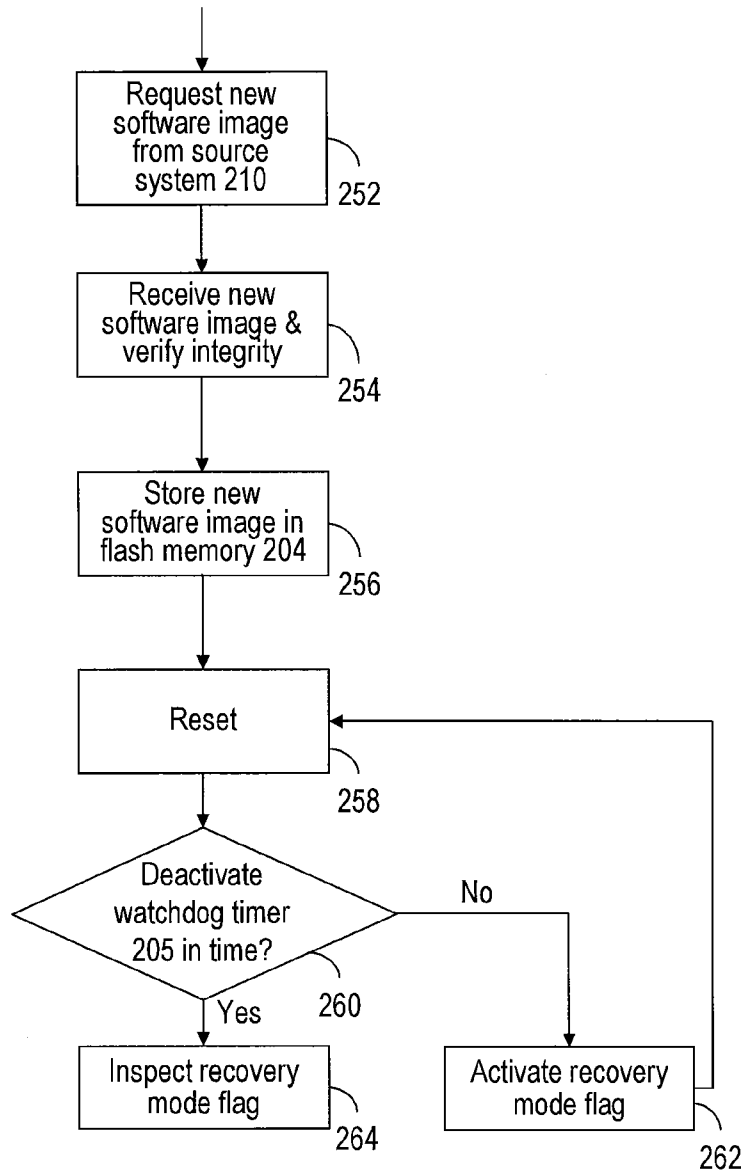 Request new
software image
from source
system 210
252
Receive new
software image &
verify integrity
254
Store new
software image in
flash memory 204
256
Reset
258
Deactivate
watchdog timer
205 in time?
No
260
Yes
Inspect recovery
mode flag
264
Activate recovery
mode flag
262